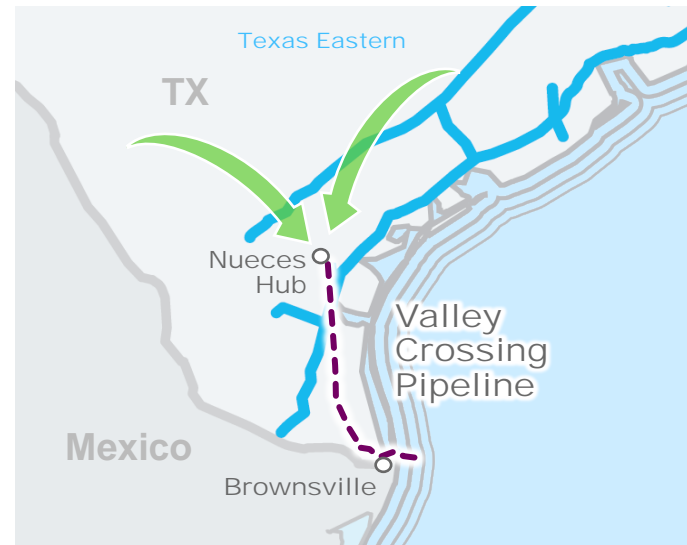 Texas Eastern
TX
Nueces
Hub
Valley
Crossing
Pipeline
Mexico
Brownsville